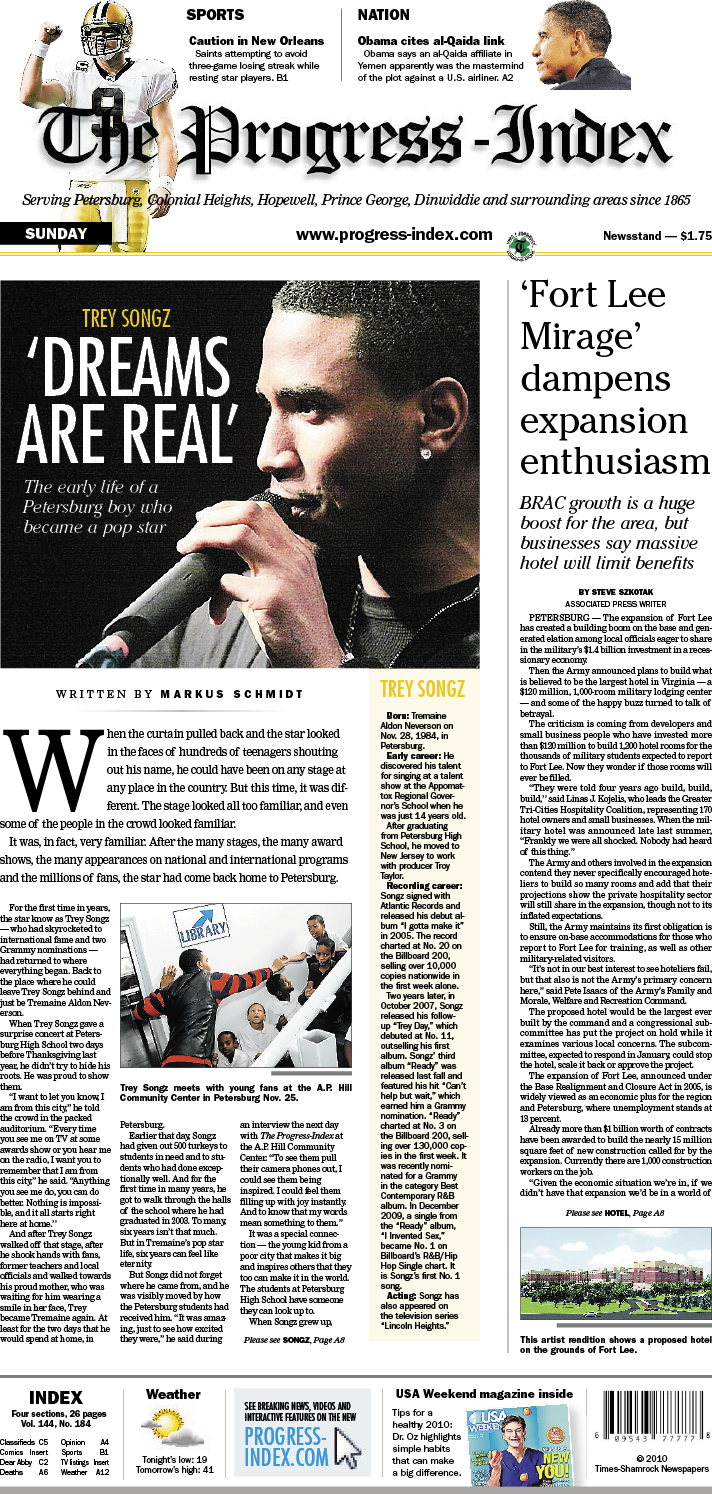 SPORTS
Caution in New Orleans
Saints attempting to avoid
three-game losing streak while
resting star players. B1
NATION
Obama cites al-Qaida link
Obama says an al-Qaida affiliate in
Yemen apparently was the mastermind
of the plot against a U.S. airliner. A2
The Progress-Index
Serving Petersburg, Colonial Heights, Hopewell, Prince George, Dinwiddie and surrounding areas since 1865
SUNDAY
www.progress-index.com
Newsstand — $1.75
TREY SONGZ
‘DREAMS
ARE REAL’
The early life of a
Petersburg boy who
became a pop star
WRITTEN BY MARKUS SCHMIDT
When the curtain pulled back and the star looked
in the faces of hundreds of teenagers shouting
out his name, he could have been on any stage at
any place in the country. But this time, it was dif-
ferent. The stage looked all too familiar, and even
some of the people in the crowd looked familiar.
It was, in fact, very familiar. After the many stages, the many award
shows, the many appearances on national and international programs
and the millions of fans, the star had come back home to Petersburg.
For the first time in years,
the star know as Trey Songz
— who had skyrocketed to
international fame and two
Grammy nominations —
had returned to where
everything began. Back to
the place where he could
leave Trey Songz behind and
just be Tremaine Aldon Nev-
erson.
When Trey Songz gave a
surprise concert at Peters-
burg High School two days
before Thanksgiving last
year, he didn't try to hide his
roots. He was proud to show
them.
"I want to let you know, I
am from this city," he told
the crowd in the packed
auditorium. "Every time
you see me on TV at some
awards show or you hear me
on the radio, I want you to
remember that I am from
this city," he said. "Anything
you see me do, you can do
better. Nothing is impossi-
ble, and it all starts right
here at home.''
And after Trey Songz
walked off that stage, after
he shook hands with fans,
former teachers and local
officials and walked towards
his proud mother, who was
waiting for him wearing a
smile in her face, Trey
became Tremaine again. At
least for the two days that he
would spend at home, in
LIBRARY
Trey Songz meets with young fans at the A.P. Hill
Community Center in Petersburg Nov. 25.
Petersburg.
Earlier that day, Songz
had given out 500 turkeys to
students in need and to stu-
dents who had done excep-
tionally well. And for the
first time in many years, he
got to walk through the halls
of the school where he had
graduated in 2003. To many,
six years isn't that much.
But in Tremaine's pop star
life, six years can feel like
eternity.
But Songz did not forget
where he came from, and he
was visibly moved by how
the Petersburg students had
received him. "It was amaz-
ing, just to see how excited
they were," he said during
an interview the next day
with The Progress-Index at
the A.P. Hill Community
Center. "To see them pull
their camera phones out, I
could see them being
inspired. I could feel them
filling up with joy instantly.
And to know that my words
mean something to them."
It was a special connec-
tion — the young kid from a
poor city that makes it big
and inspires others that they
too can make it in the world.
The students at Petersburg
High School have someone
they can look up to.
When Songz grew up,
Please see SONGZ, Page A8
TREY SONGZ
Born: Tremaine
Aldon Neverson on
Nov. 28, 1984, in
Petersburg.
Early career: He
discovered his talent
for singing at a talent
show at the Appomat-
tox Regional Gover-
nor's School when he
was just 14 years old.
After graduating
from Petersburg High
School, he moved to
New Jersey to work
with producer Troy
Taylor.
Recording career:
Songz signed with
Atlantic Records and
released his debut al-
bum "I gotta make it"
in 2005. The record
charted at No. 20 on
the Billboard 200,
selling over 10,000
copies nationwide in
the first week alone.
Two years later, in
October 2007, Songz
released his follow-
up "Trey Day," which
debuted at No. 11,
outselling his first
album. Songz' third
album "Ready" was
released last fall and
featured his hit "Can't
help but wait," which
earned him a Grammy
nomination. "Ready"
charted at No. 3 on
the Billboard 200, sell-
ing over 130,000 cop-
ies in the first week. It
was recently nomi-
nated for a Grammy
in the category Best
Contemporary R&B
album. In December
2009, a single from
the "Ready" album,
"I Invented Sex,"
became No. 1 on
Billboard's R&B/Hip
Hop Single chart. It
is Songz's first No. 1
song.
Acting: Songz has
also appeared on
the television series
"Lincoln Heights."
‘Fort Lee
Mirage’
dampens
expansion
enthusiasm
BRAC growth is a huge
boost for the area, but
businesses say massive
hotel will limit benefits
BY STEVE SZKOTAK
ASSOCIATED PRESS WRITER
PETERSBURG — The expansion of Fort Lee
has created a building boom on the base and gen-
erated elation among local officials eager to share
in the military's $1.4 billion investment in a reces-
sionary economy.
Then the Army announced plans to build what
is believed to be the largest hotel in Virginia — a
$120 million, 1,000-room military lodging center
— and some of the happy buzz turned to talk of
betrayal.
The criticism is coming from developers and
small business people who have invested more
than $120 million to build 1,200 hotel rooms for the
thousands of military students expected to report
to Fort Lee. Now they wonder if those rooms will
ever be filled.
"They were told four years ago build, build,
build,'' said Linas J. Kojelis, who leads the Greater
Tri-Cities Hospitality Coalition, representing 170
hotel owners and small businesses. When the mil-
itary hotel was announced late last summer,
"Frankly we were all shocked. Nobody had heard
of this thing."
The Army and others involved in the expansion
contend they never specifically encouraged hote-
liers to build so many rooms and add that their
projections show the private hospitality sector
will still share in the expansion, though not to its
inflated expectations.
Still, the Army maintains its first obligation is
to ensure on-base accommodations for those who
report to Fort Lee for training, as well as other
military-related visitors.
"It's not in our best interest to see hoteliers fail,
but that also is not the Army's primary concern
here," said Pete Isaacs of the Army's Family and
Morale, Welfare and Recreation Command.
The proposed hotel would be the largest ever
built by the command and a congressional sub-
committee has put the project on hold while it
examines various local concerns. The subcom-
mittee, expected to respond in January, could stop
the hotel, scale it back or approve the project.
The expansion of Fort Lee, announced under
the Base Realignment and Closure Act in 2005, is
widely viewed as an economic plus for the region
and Petersburg, where unemployment stands at
13 percent.
Already more than $1 billion worth of contracts
have been awarded to build the nearly 15 million
square feet of new construction called for by the
expansion. Currently there are 1,000 construction
workers on the job.
"Given the economic situation we're in, if we
didn't have that expansion we'd be in a world of
Please see HOTEL, Page A8
This artist rendition shows a proposed hotel
on the grounds of Fort Lee.
INDEX
Four sections, 26 pages
Vol. 144, No. 184
Classifieds C5 Opinion A4
Comics Insert Sports B1
Dear Abby C2 TV listings Insert
Deaths A6 Weather A12
Weather
Tonight's low: 19
Tomorrow's high: 41
SEE BREAKING NEWS, VIDEOS AND
INTERACTIVE FEATURES ON THE NEW
PROGRESS-
INDEX.COM
USA Weekend magazine inside
Tips for a
healthy 2010:
Dr. Oz highlights
simple habits
that can make
a big difference.
USA
WEEKEND
NEW
YOU!
6 09543 77777 8
© 2010
Times-Shamrock Newspapers